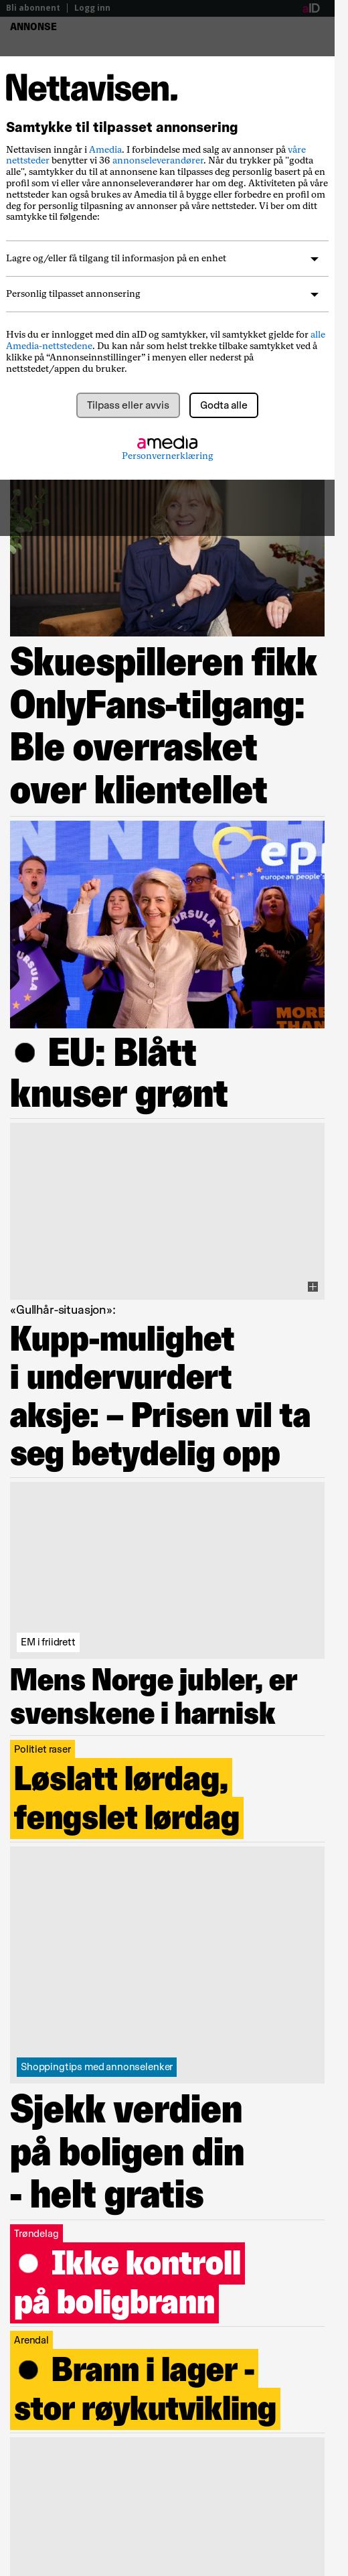 Bli abonnent | Logg inn
aID
ANNONSE
Nettavisen.
Samtykke til tilpasset annonsering
Nettavisen inngår i Amedia. I forbindelse med salg av annonser på våre
nettsteder benytter vi 36 annonseleverandører. Når du trykker på "godta
alle", samtykker du til at annonsene kan tilpasses deg personlig basert på en
profil som vi eller våre annonseleverandører har om deg. Aktiviteten på våre
nettsteder kan også brukes av Amedia til å bygge eller forbedre en profil om
deg for personlig tilpasning av annonser på våre nettsteder. Vi ber om ditt
samtykke til følgende:
Lagre og/eller få tilgang til informasjon på en enhet
Personlig tilpasset annonsering
Hvis du er innlogget med din aID og samtykker, vil samtykket gjelde for alle
Amedia-nettstedene. Du kan når som helst trekke tilbake samtykket ved å
klikke på “Annonseinnstillinger” i menyen eller nederst på
nettstedet/appen du bruker.
Tilpass eller avvis
Godta alle
amedia
Personvernerklæring
Skuespilleren fikk
OnlyFans-tilgang:
Ble overrasket
over klientellet
epp
european people's
URSULA
URSULA
MORE
THAN
EU: Blått
knuser grønt
«Gullhår-situasjon»:
Kupp-mulighet
i undervurdert
aksje: – Prisen vil ta
seg betydelig opp
EM i friidrett
Mens Norge jubler, er
svenskene i harnisk
Politiet raser
Løslatt lørdag,
fengslet lørdag
Shoppingtips med annonselenker
Sjekk verdien
på boligen din
- helt gratis
Trøndelag
Ikke kontroll
på boligbrann
Arendal
Brann i lager -
stor røykutvikling